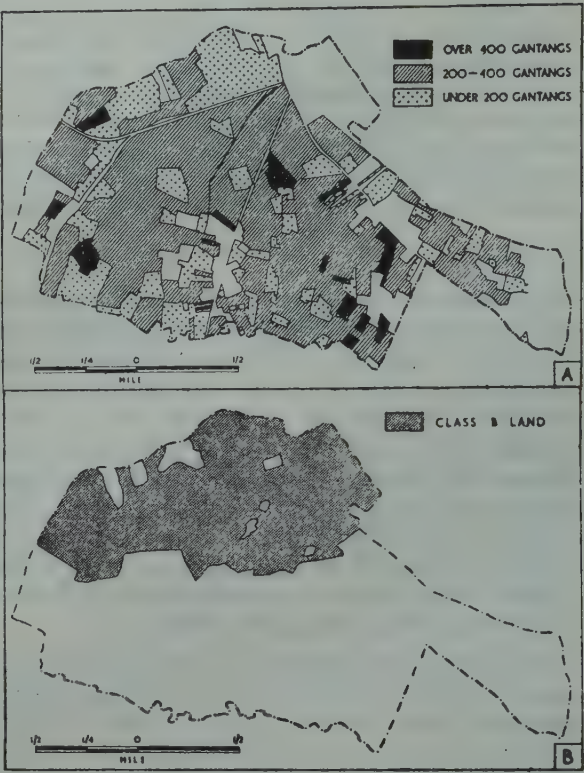 OVER 400 GANTANGS
200-400 GANTANGS
UNDER 200 GANTANGS
1/2 1/4 0 1/2
MILE
A
CLASS B LAND
1/2 1/4 0 1/2
MILE
B